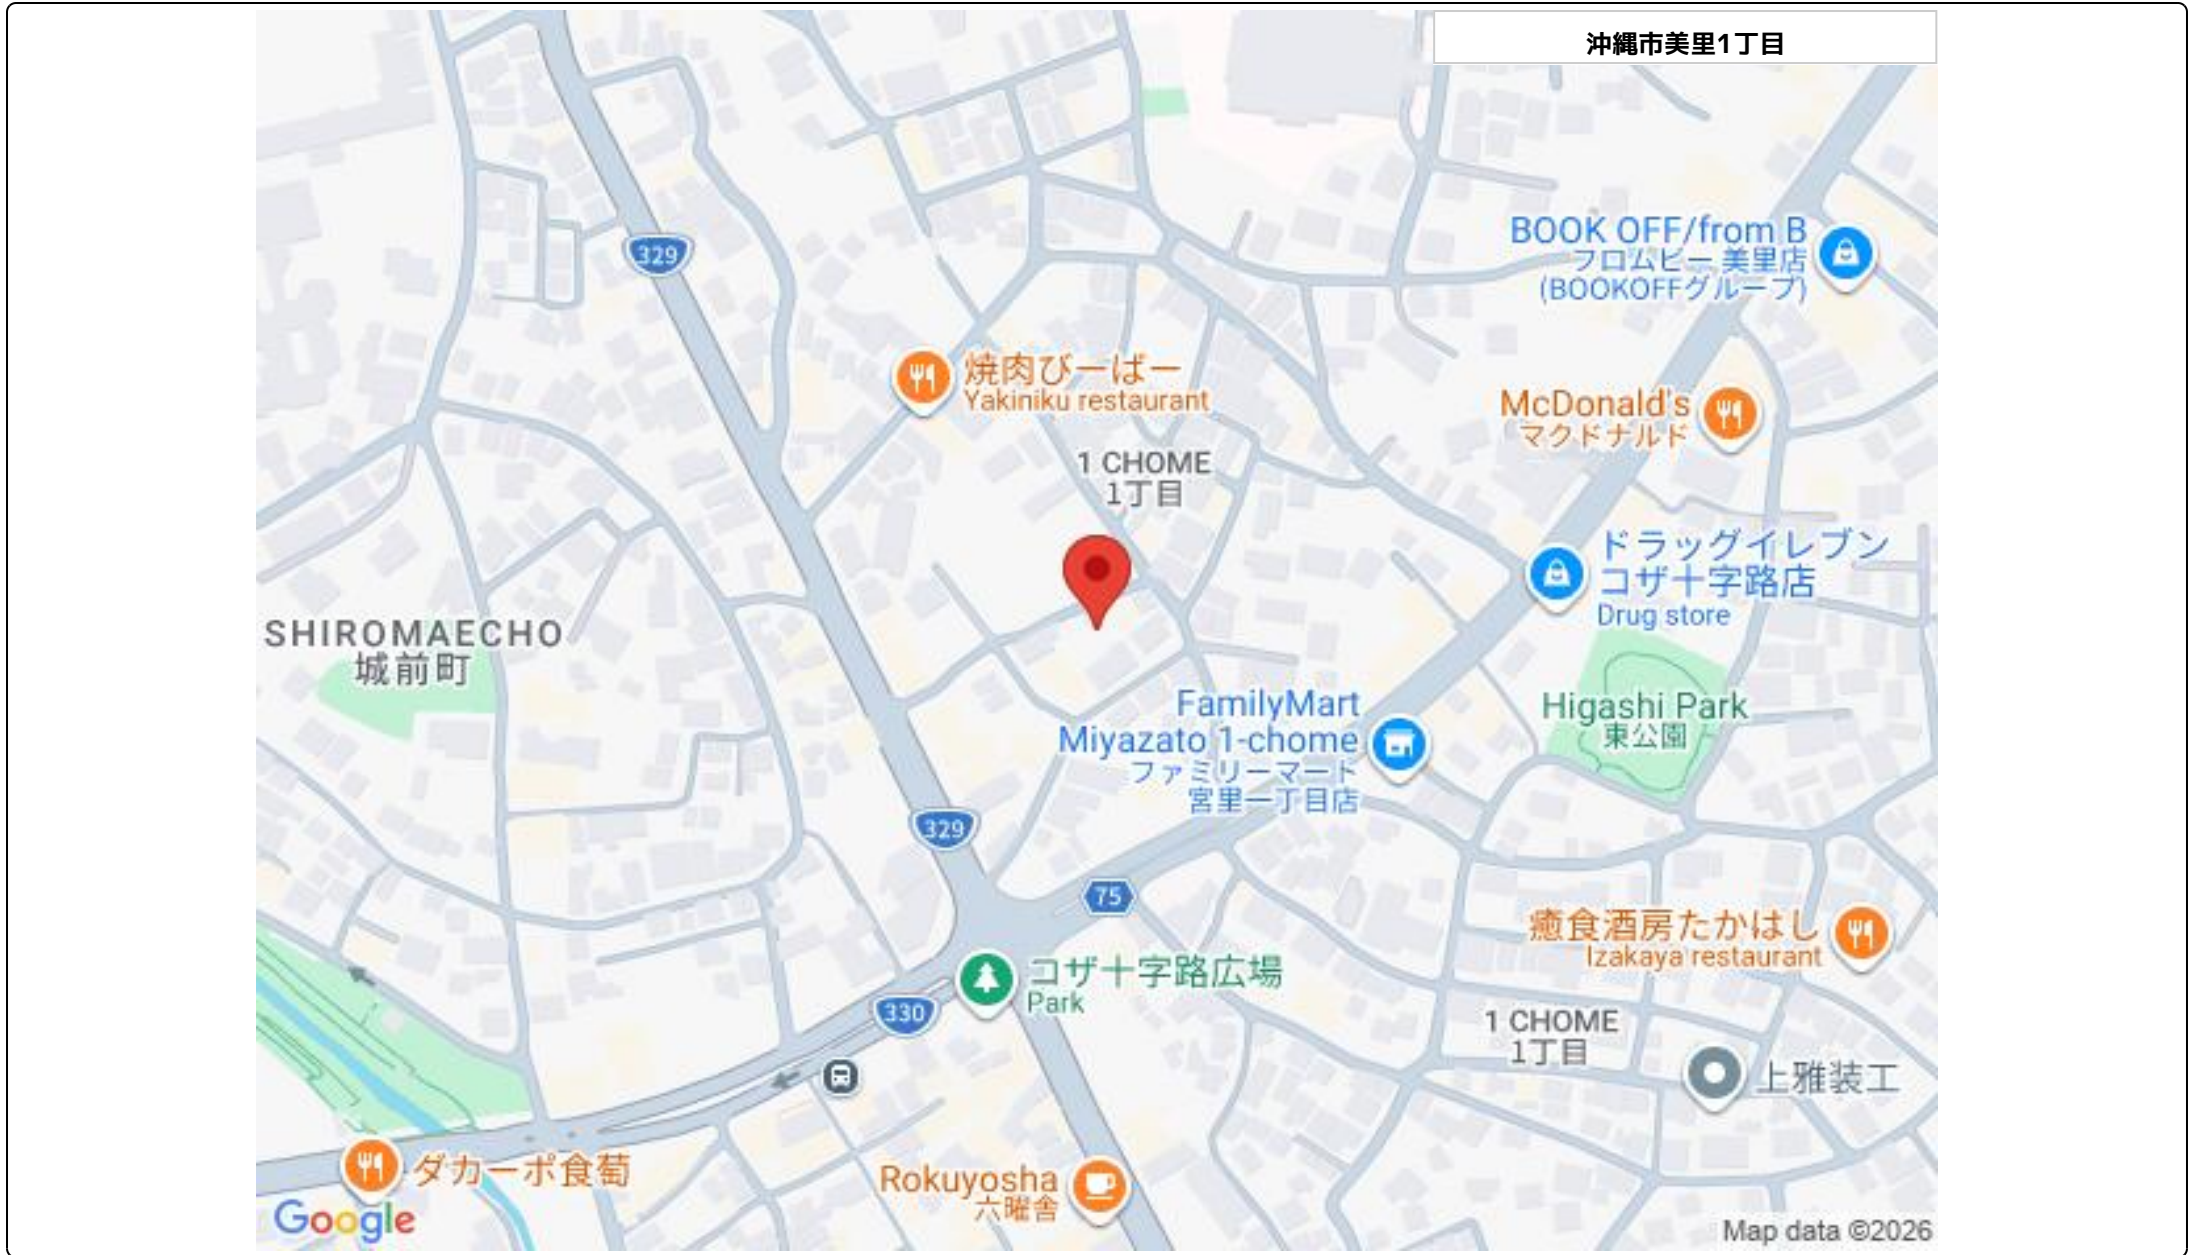 沖縄市美里1丁目
BOOK OFF/from B
フロムビー 美里店
(BOOKOFFグループ)
329
焼肉びーばー
Yakiniku restaurant
McDonald's
マクドナルド
1 CHOME
1丁目
ドラッグイレブン
コザ十字路店
Drug store
SHIROMAECHO
城前町
FamilyMart
Miyazato 1-chome
ファミリーマート
宮里一丁目店
Higashi Park
東公園
329
75
癒食酒房たかはし
Izakaya restaurant
コザ十字路広場
Park
330
1 CHOME
1丁目
上雅装工
ダカーポ食萄
Rokuyosha
六曜舎
Google
Map data ©2026